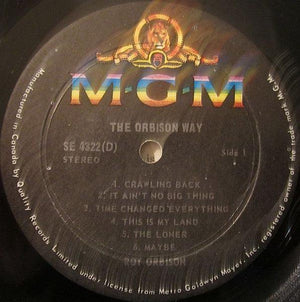 M-G-M
THE ORBISON WAY
SE 4322(D)
STEREO
Side 1
1. CRAWLING BACK
2. IT AIN'T NO BIG THING
3. TIME CHANGED EVERYTHING
4. THIS IS MY LAND
5. THE LONER
6. MAYBE
ROY ORBISON
Manufactured in Canada by Quality Records Limited under license from Metro Goldwyn Mayer, Inc. registered owner of the trade mark M.G.M.